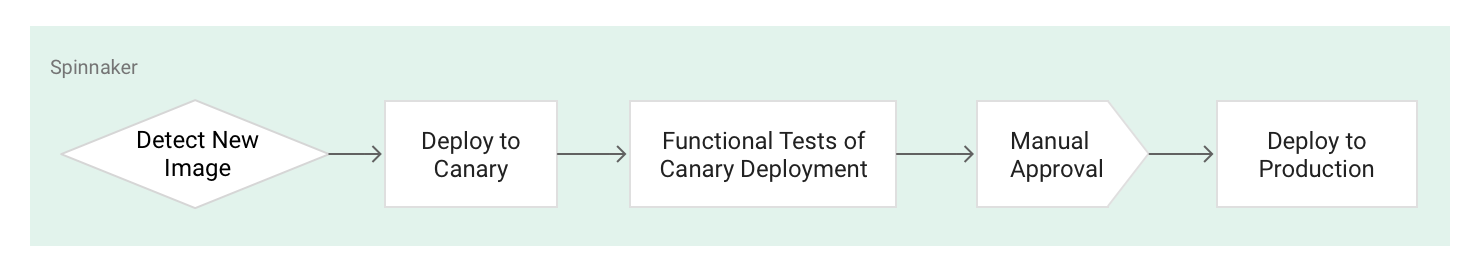 Spinnaker
Detect New
Image
Deploy to
Canary
Functional Tests of
Canary Deployment
Manual
Approval
Deploy to
Production